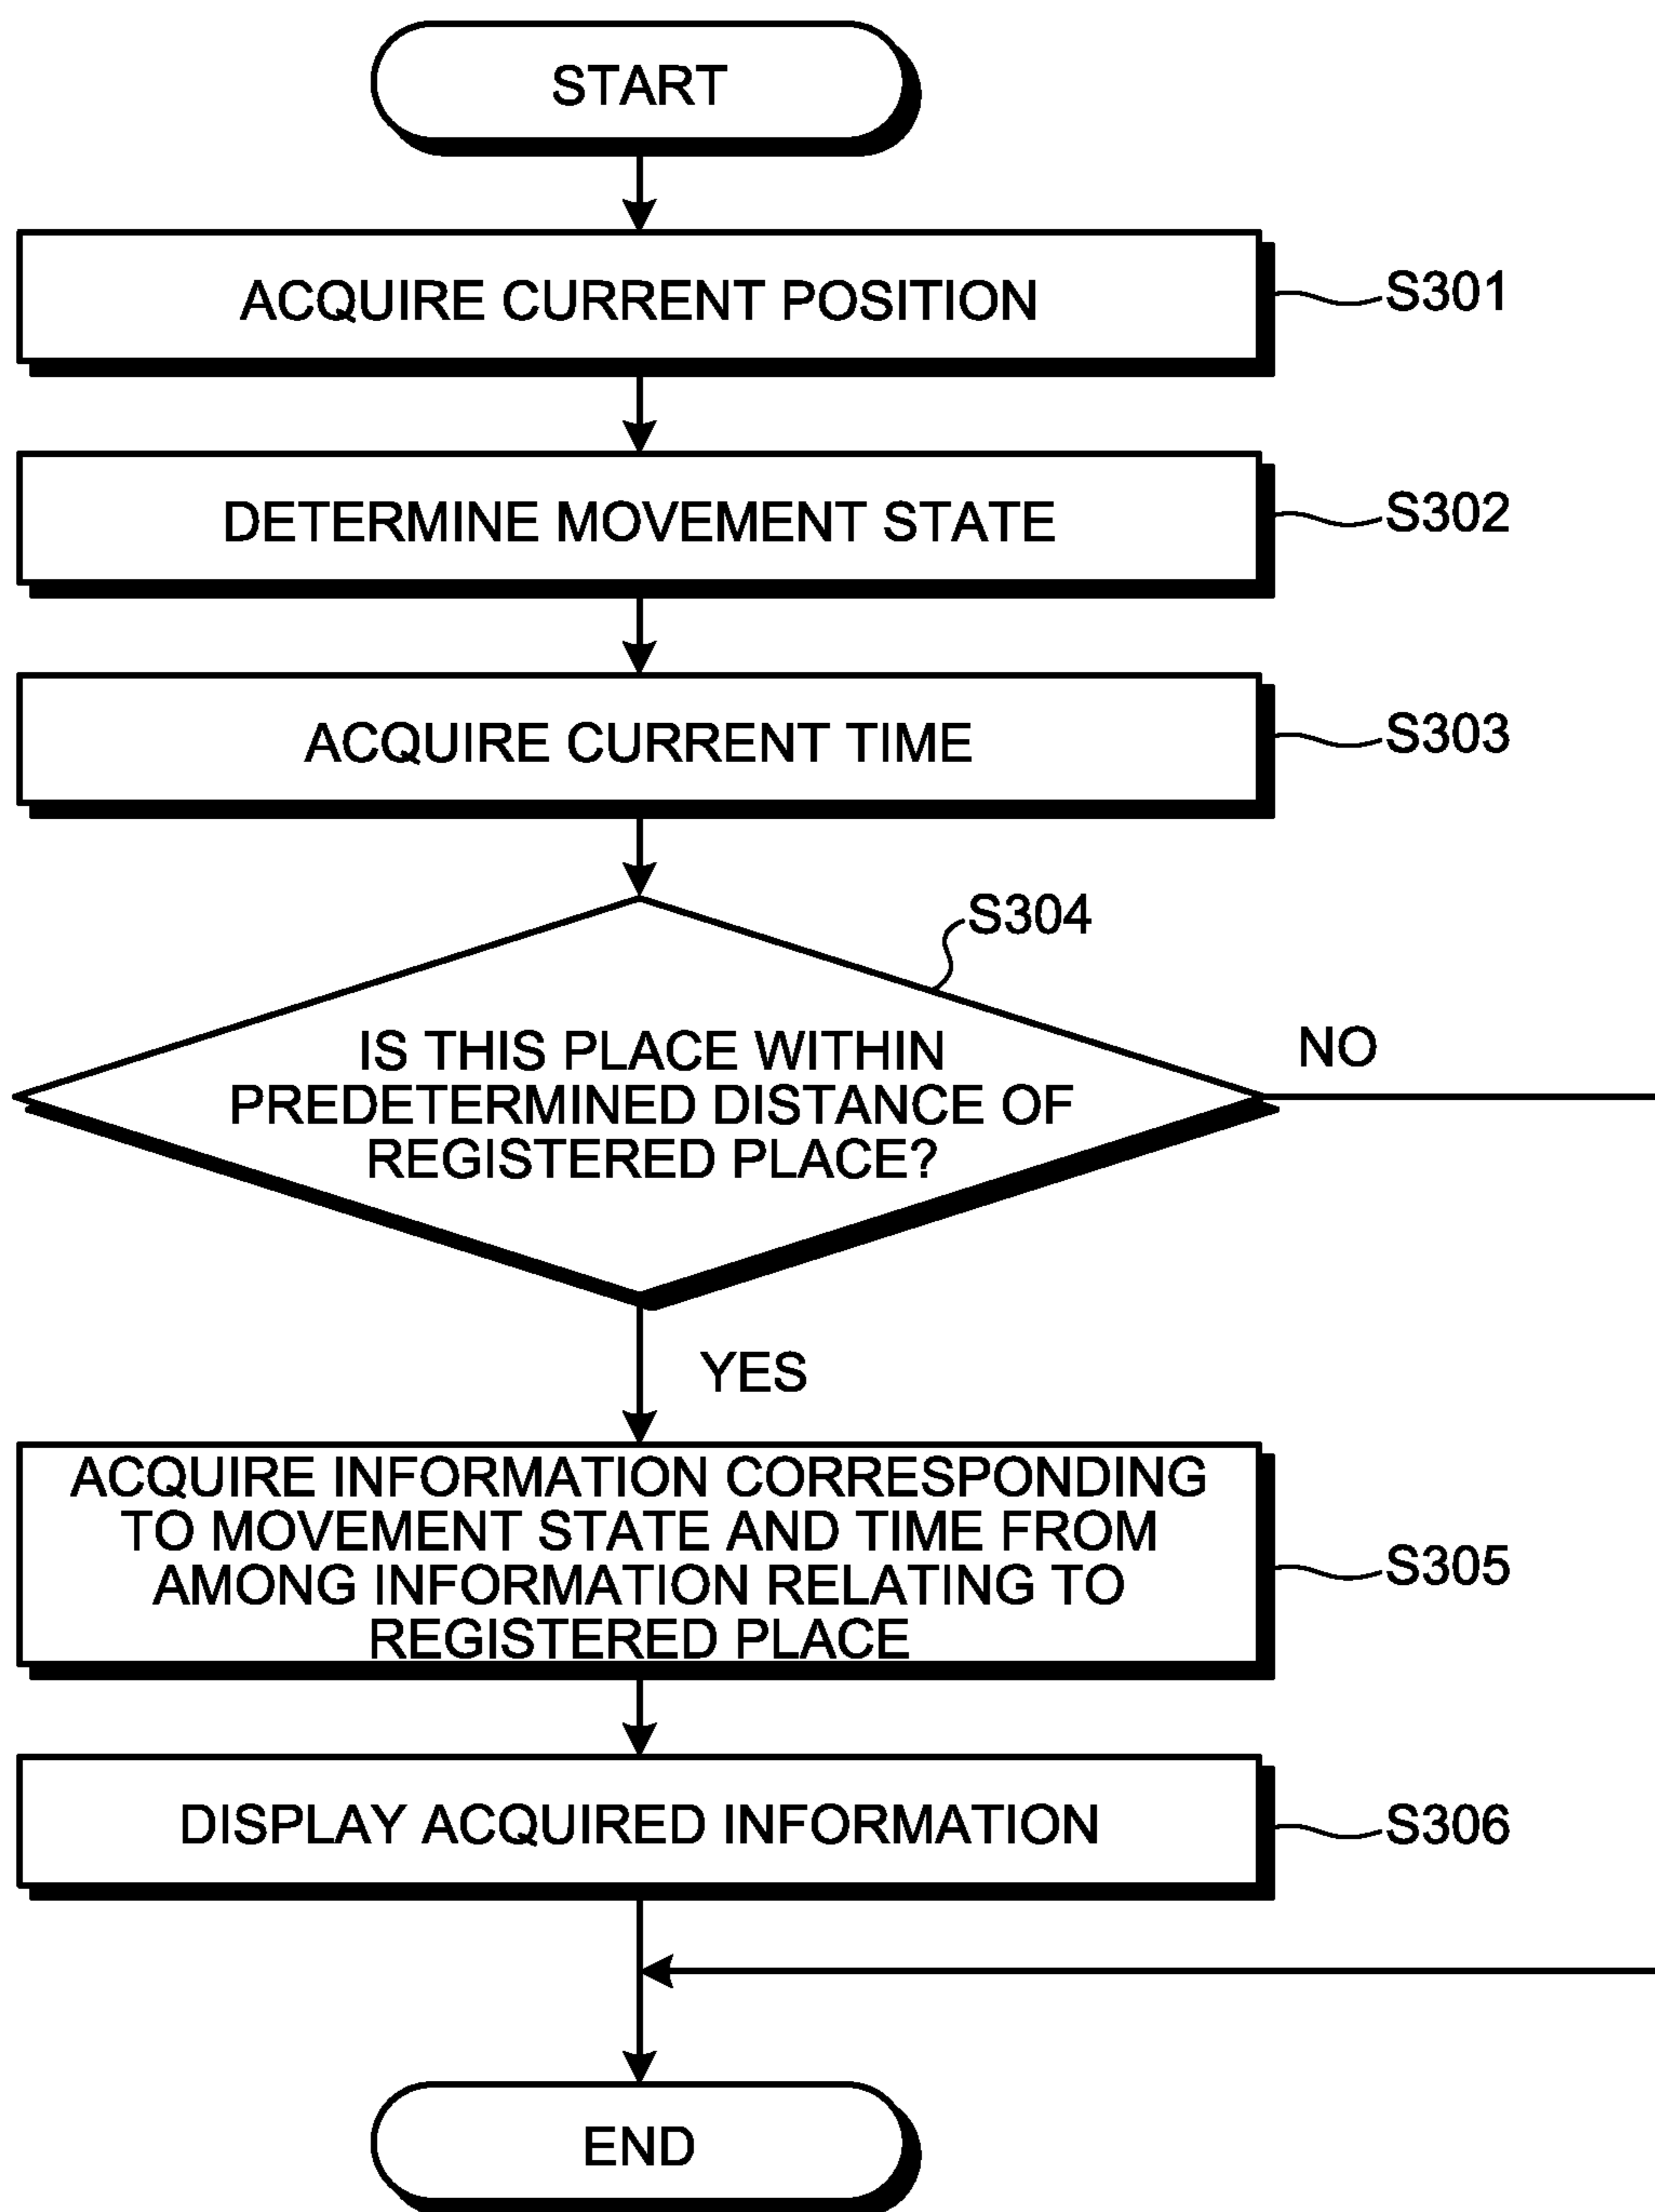 START
ACQUIRE CURRENT POSITION
S301
DETERMINE MOVEMENT STATE
S302
ACQUIRE CURRENT TIME
S303
S304
IS THIS PLACE WITHIN
PREDETERMINED DISTANCE OF
REGISTERED PLACE?
NO
YES
ACQUIRE INFORMATION CORRESPONDING
TO MOVEMENT STATE AND TIME FROM
AMONG INFORMATION RELATING TO
REGISTERED PLACE
S305
DISPLAY ACQUIRED INFORMATION
S306
END